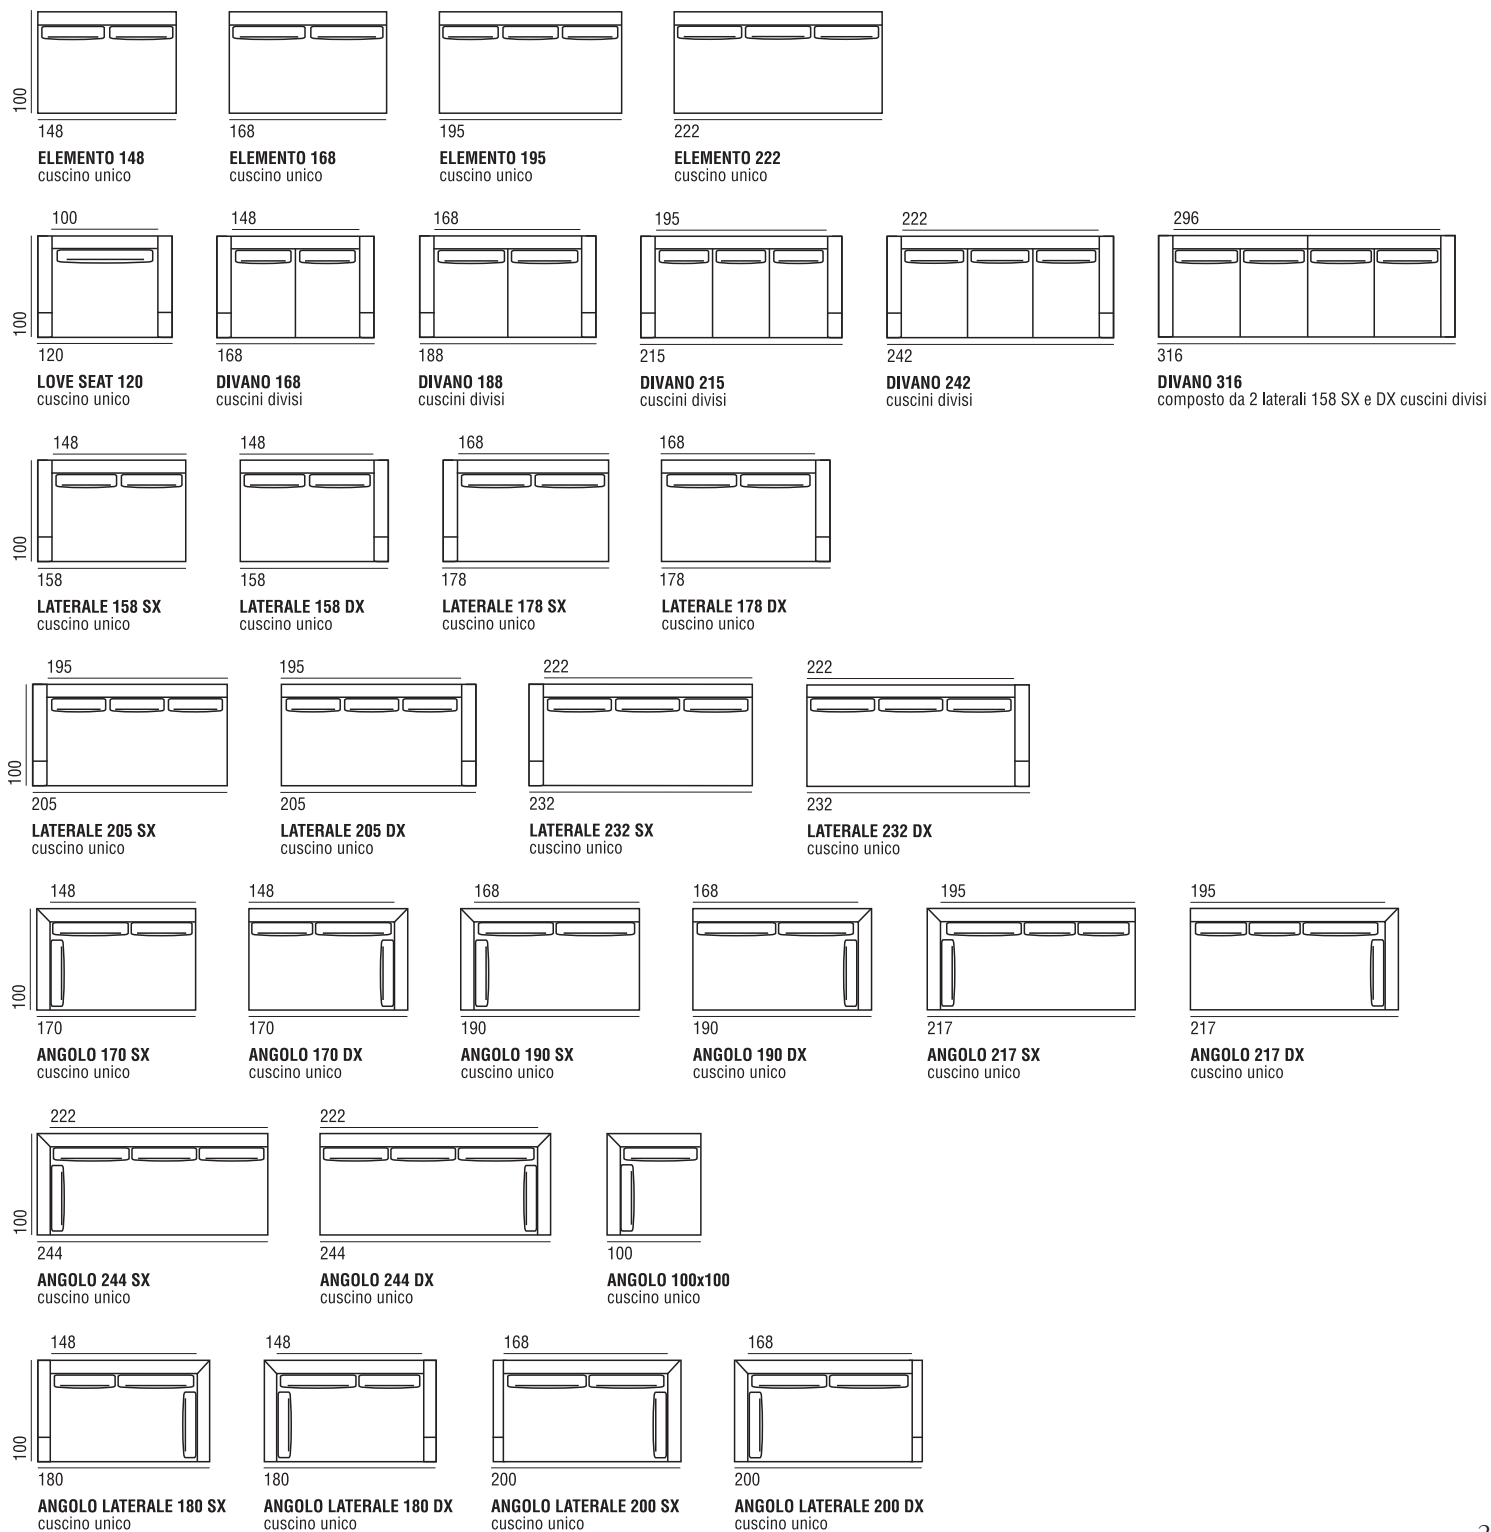 100
148
168
195
222
ELEMENTO 148
cuscino unico
ELEMENTO 168
cuscino unico
ELEMENTO 195
cuscino unico
ELEMENTO 222
cuscino unico
100
148
168
195
222
296
100
120
168
188
215
242
316
LOVE SEAT 120
cuscino unico
DIVANO 168
cuscini divisi
DIVANO 188
cuscini divisi
DIVANO 215
cuscini divisi
DIVANO 242
cuscini divisi
DIVANO 316
composto da 2 laterali 158 SX e DX cuscini divisi
148
148
168
168
100
158
158
178
178
LATERALE 158 SX
cuscino unico
LATERALE 158 DX
cuscino unico
LATERALE 178 SX
cuscino unico
LATERALE 178 DX
cuscino unico
195
195
222
222
100
205
205
232
232
LATERALE 205 SX
cuscino unico
LATERALE 205 DX
cuscino unico
LATERALE 232 SX
cuscino unico
LATERALE 232 DX
cuscino unico
148
148
168
168
195
195
100
170
170
190
190
217
217
ANGOLO 170 SX
cuscino unico
ANGOLO 170 DX
cuscino unico
ANGOLO 190 SX
cuscino unico
ANGOLO 190 DX
cuscino unico
ANGOLO 217 SX
cuscino unico
ANGOLO 217 DX
cuscino unico
222
222
100
244
244
100
ANGOLO 244 SX
cuscino unico
ANGOLO 244 DX
cuscino unico
ANGOLO 100x100
cuscino unico
148
148
168
168
100
180
180
200
200
ANGOLO LATERALE 180 SX
cuscino unico
ANGOLO LATERALE 180 DX
cuscino unico
ANGOLO LATERALE 200 SX
cuscino unico
ANGOLO LATERALE 200 DX
cuscino unico